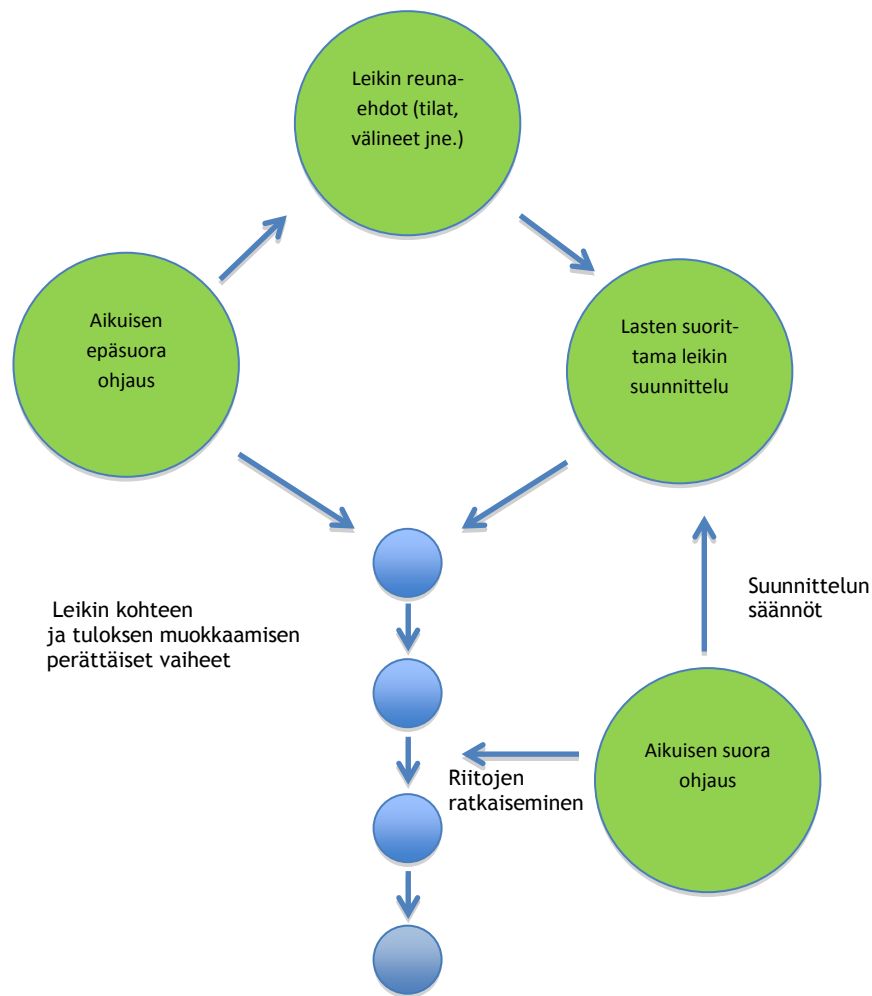 Leikin reuna-
ehdot (tilat,
välineet jne.)
Aikuisen
epäsuora
ohjaus
Lasten suorit-
tama leikin
suunnittelu
Leikin kohteen
ja tuloksen muokkaamisen
perättäiset vaiheet
Suunnittelun
säännöt
Aikuisen suora
ohjaus
Riitojen
ratkaiseminen